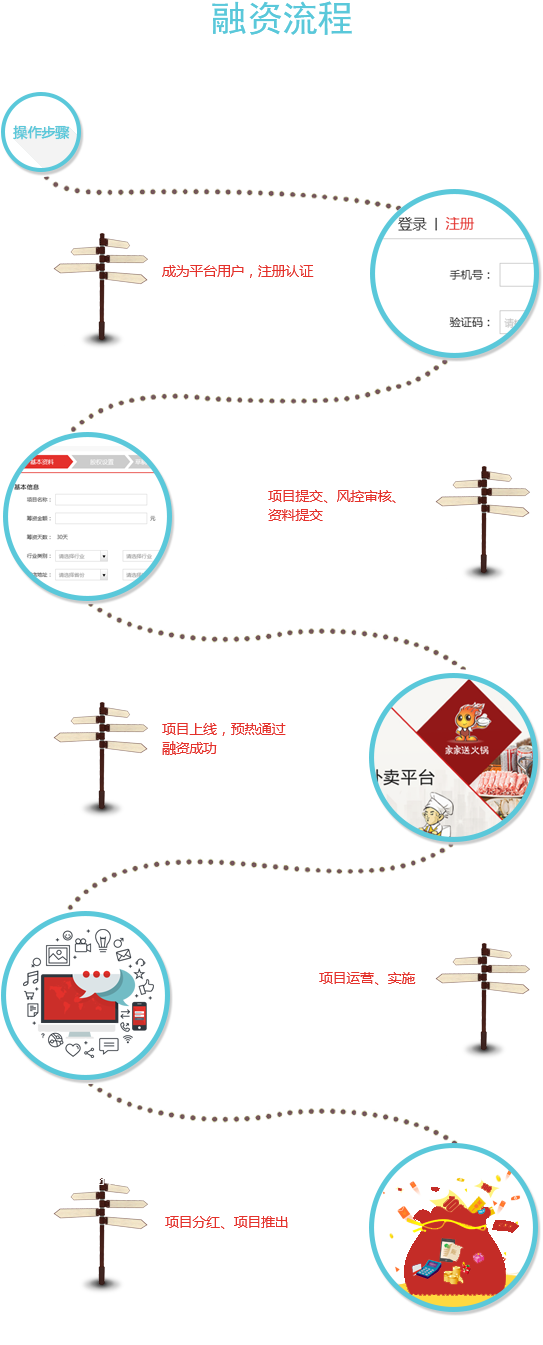 融资流程
操作步骤
登录 | 注册
手机号：
验证码：
成为平台用户，注册认证
基本资料
基本信息
项目名称：
筹资金额：
元
筹资天数： 30天
行业类别： 请选择行业 请选择行业
地址： 请选择省份
项目提交、风控审核、
资料提交
家家送火锅
卖平台
项目上线，预热通过
融资成功
项目运营、实施
项目分红、项目推出